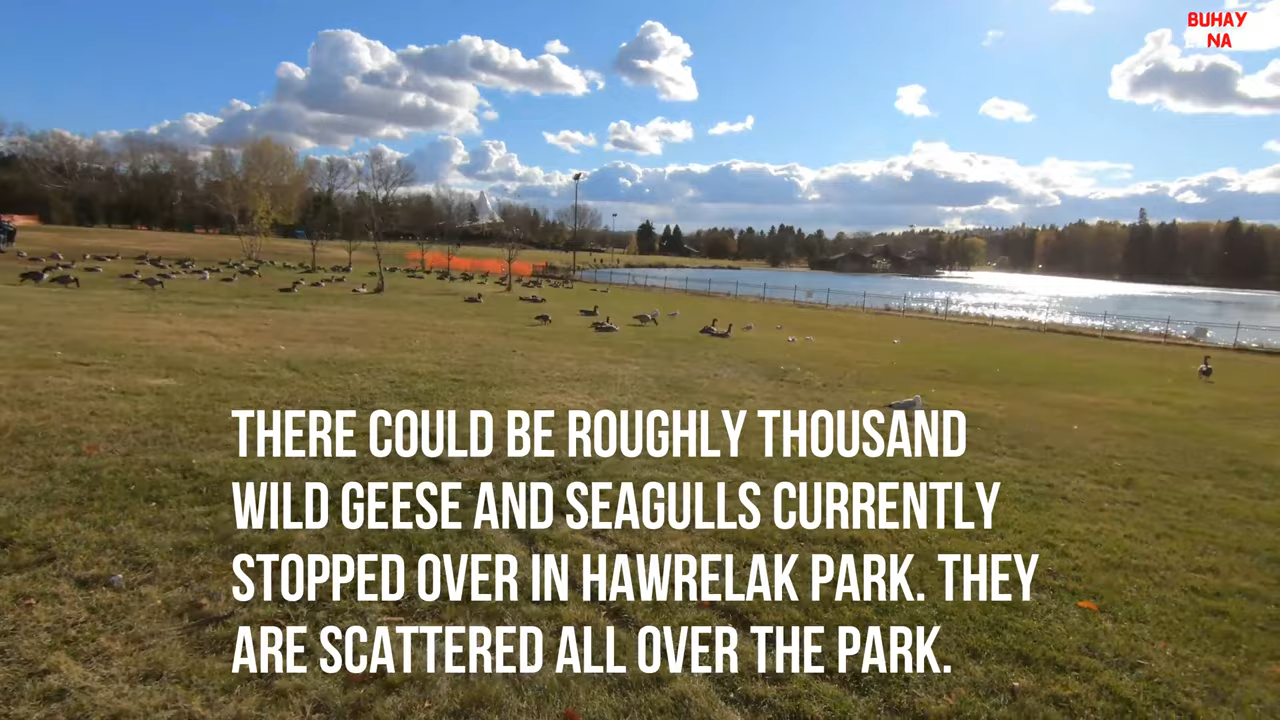 BUHAY
NA
THERE COULD BE ROUGHLY THOUSAND
WILD GEESE AND SEAGULLS CURRENTLY
STOPPED OVER IN HAWRELAK PARK. THEY
ARE SCATTERED ALL OVER THE PARK.